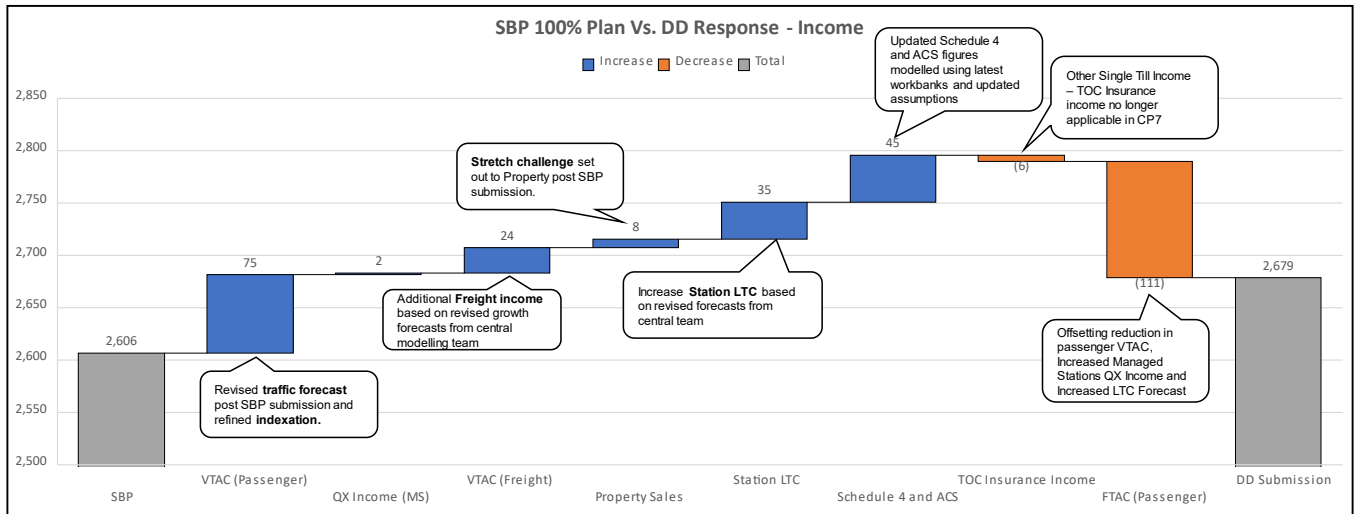 SBP 100% Plan Vs. DD Response - Income
Increase Decrease Total
Updated Schedule 4
and ACS figures
modelled using latest
workbanks and updated
assumptions
Other Single Till Income
– TOC Insurance
income no longer
applicable in CP7
Stretch challenge set
out to Property post SBP
submission.
2,850
2,800
2,750
2,700
2,650
2,600
2,550
2,500
2,606
75
2
24
8
35
45
(6)
(111)
2,679
Revised traffic forecast
post SBP submission and
refined indexation.
Additional Freight income
based on revised growth
forecasts from central
modelling team
Increase Station LTC based
on revised forecasts from
central team
Offsetting reduction in
passenger VTAC,
Increased Managed
Stations QX Income and
Increased LTC Forecast
SBP
VTAC (Passenger)
QX Income (MS)
VTAC (Freight)
Property Sales
Station LTC
Schedule 4 and ACS
TOC Insurance Income
FTAC (Passenger)
DD Submission